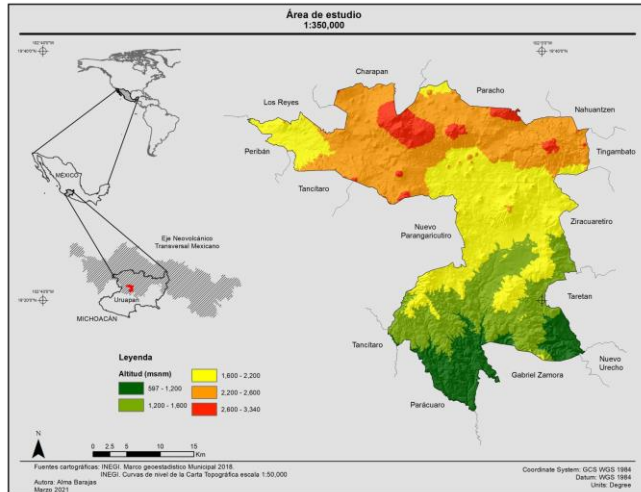 Área de estudio
1:350,000
Charapan
Paracho
Los Reyes
Nahuantzen
Peribán
Tingambato
Tancítaro
Ziracuaretiro
Nuevo
Parangaricutiro
Taretan
Tancítaro
Nuevo
Urecho
Gabriel Zamora
Parácuaro
MÉXICO
Eje Neovolcánico
Transversal Mexicano
Uruapan
MICHOACÁN
Leyenda
Altitud (msnm)
597 - 1,200
1,200 - 1,600
1,600 - 2,200
2,200 - 2,600
2,600 - 3,340
N
0 2.5 5 10 15
Km
Fuentes cartográficas: INEGI. Marco geoestadístico Municipal 2018.
INEGI. Curvas de nivel de la Carta Topográfica escala 1:50,000
Autora: Alma Barajas
Marzo 2021
Coordinate System: GCS WGS 1984
Datum: WGS 1984
Units: Degree